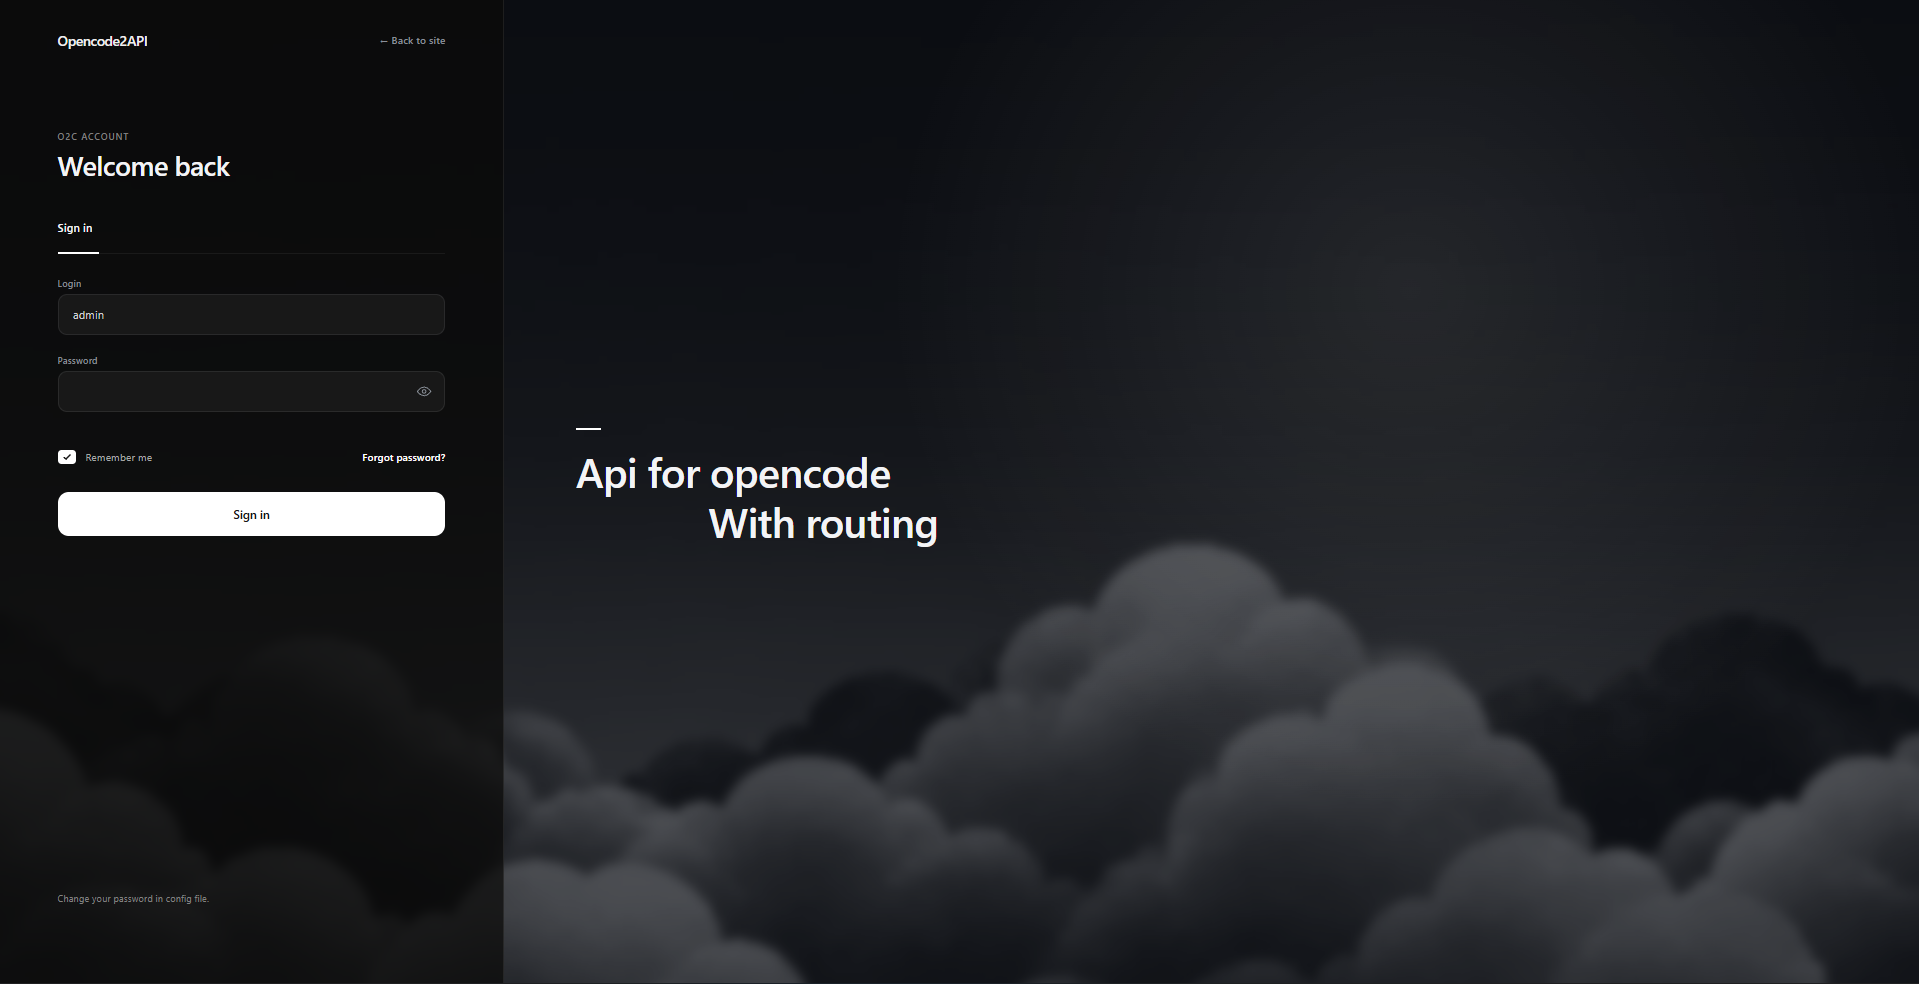 Opencode2API
← Back to site
O2C ACCOUNT
Welcome back
Sign in
Login
admin
Password
Remember me
Forgot password?
Sign in
Change your password in config file.
Api for opencode
With routing